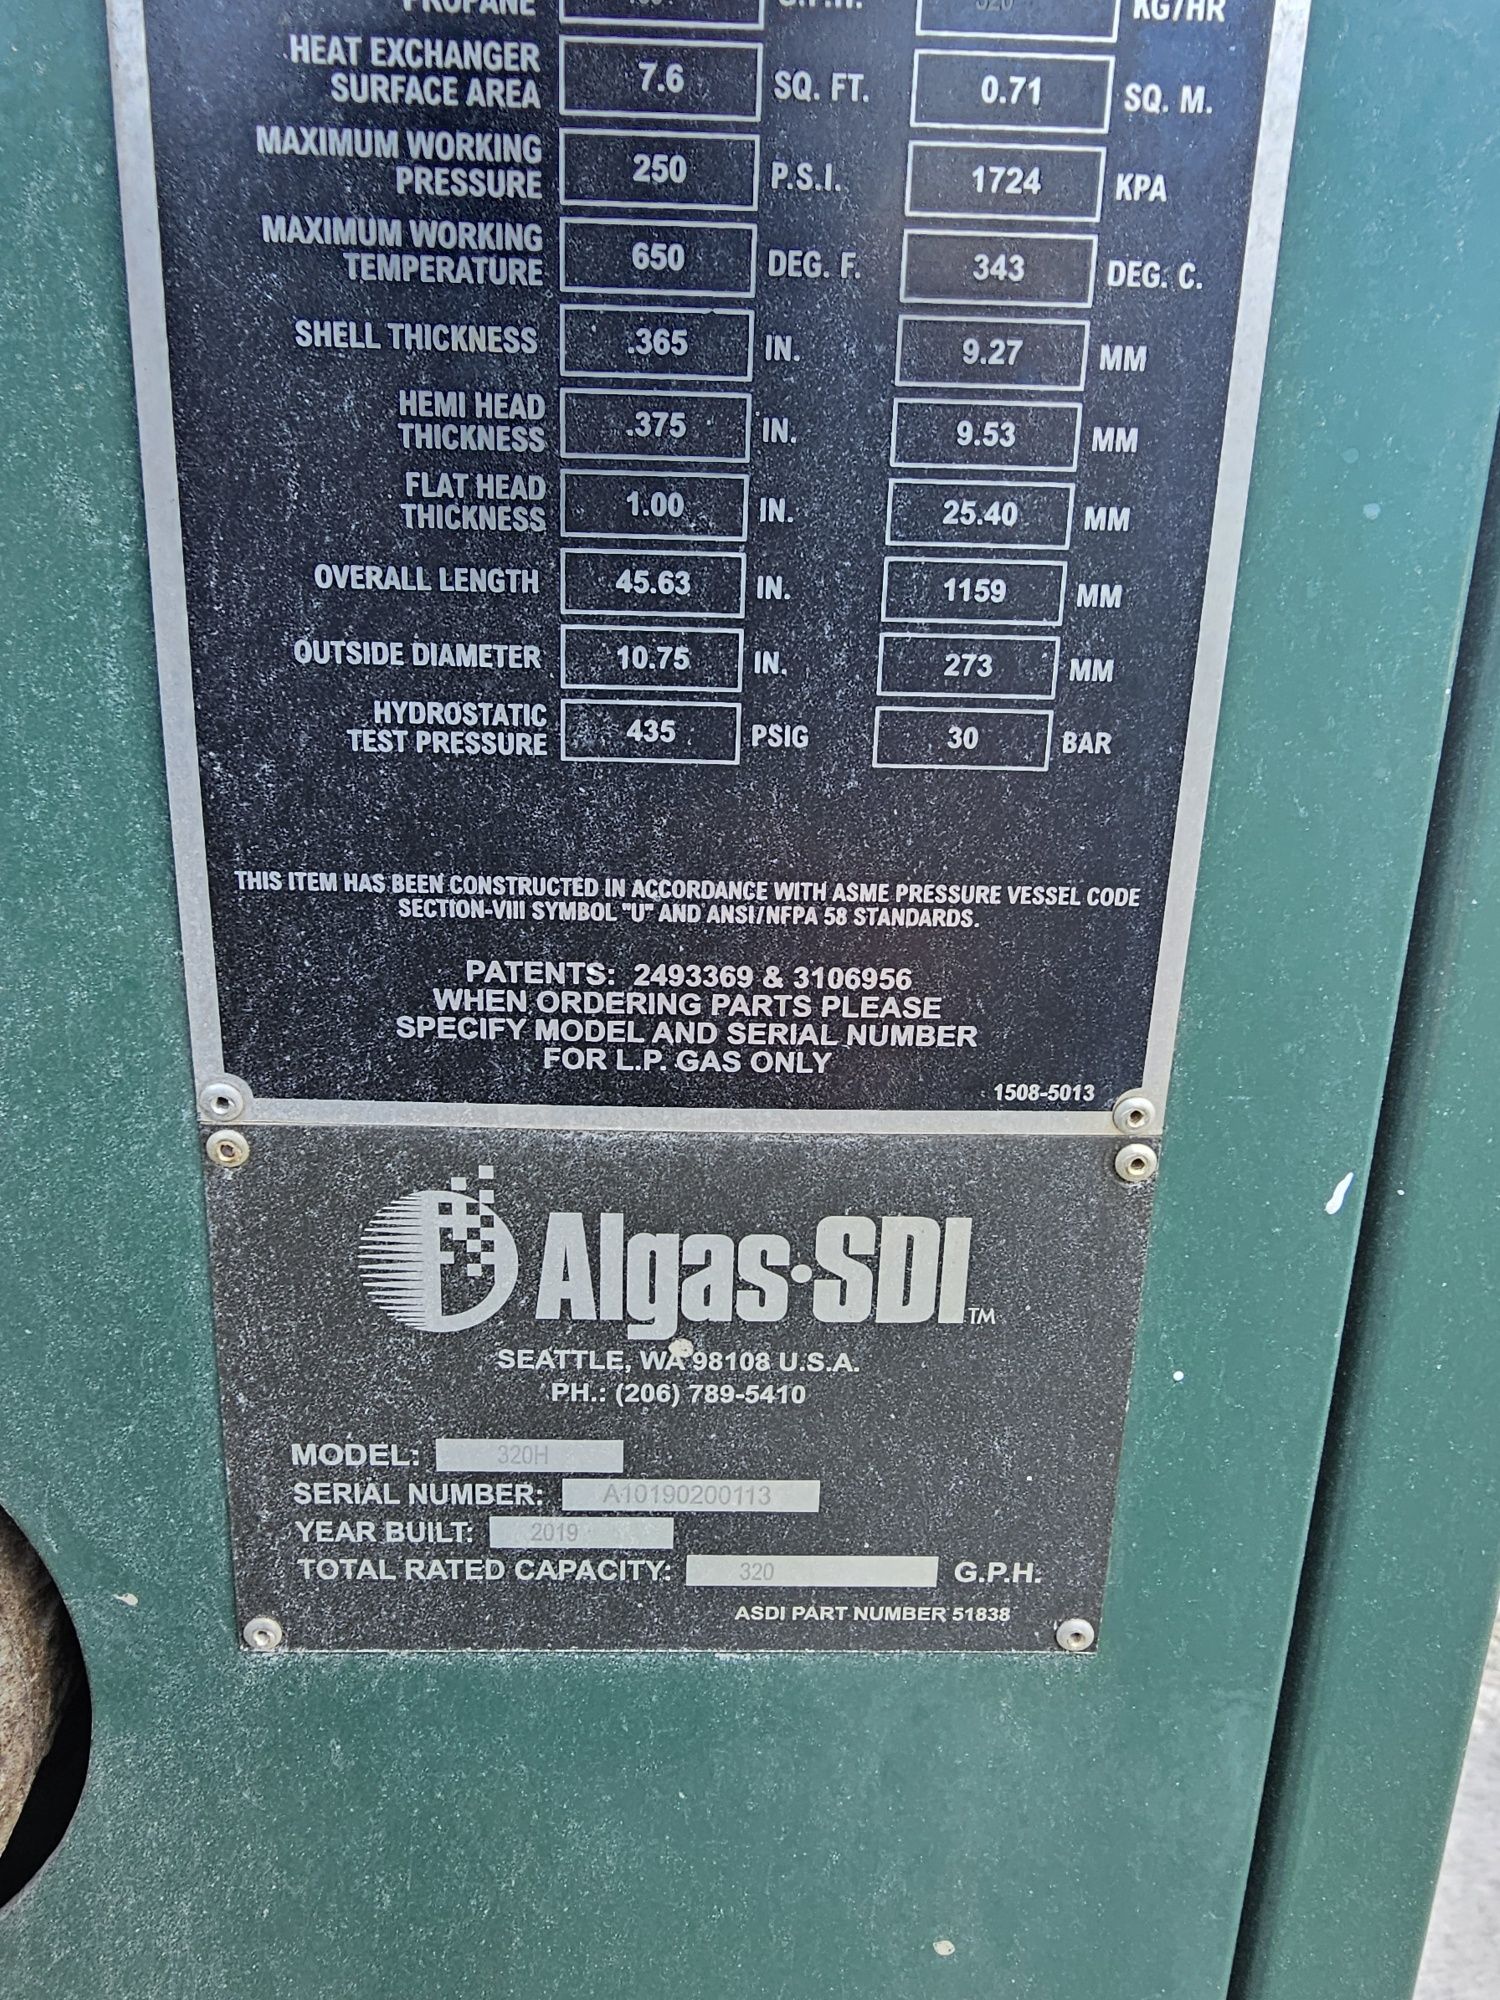 PROPANE KG/HR
HEAT EXCHANGER
SURFACE AREA 7.6 SQ. FT. 0.71 SQ. M.
MAXIMUM WORKING
PRESSURE 250 P.S.I. 1724 KPA
MAXIMUM WORKING
TEMPERATURE 650 DEG. F. 343 DEG. C.
SHELL THICKNESS .365 IN. 9.27 MM
HEMI HEAD
THICKNESS .375 IN. 9.53 MM
FLAT HEAD
THICKNESS 1.00 IN. 25.40 MM
OVERALL LENGTH 45.63 IN. 1159 MM
OUTSIDE DIAMETER 10.75 IN. 273 MM
HYDROSTATIC
TEST PRESSURE 435 PSIG 30 BAR
THIS ITEM HAS BEEN CONSTRUCTED IN ACCORDANCE WITH ASME PRESSURE VESSEL CODE
SECTION-VIII SYMBOL "U" AND ANSI/NFPA 58 STANDARDS.
PATENTS: 2493369 & 3106956
WHEN ORDERING PARTS PLEASE
SPECIFY MODEL AND SERIAL NUMBER
FOR L.P. GAS ONLY
1508-5013
Algas·SDI™
SEATTLE, WA 98108 U.S.A.
PH.: (206) 789-5410
MODEL: 320H
SERIAL NUMBER: A10190200113
YEAR BUILT: 2019
TOTAL RATED CAPACITY: 320 G.P.H.
ASDI PART NUMBER 51838